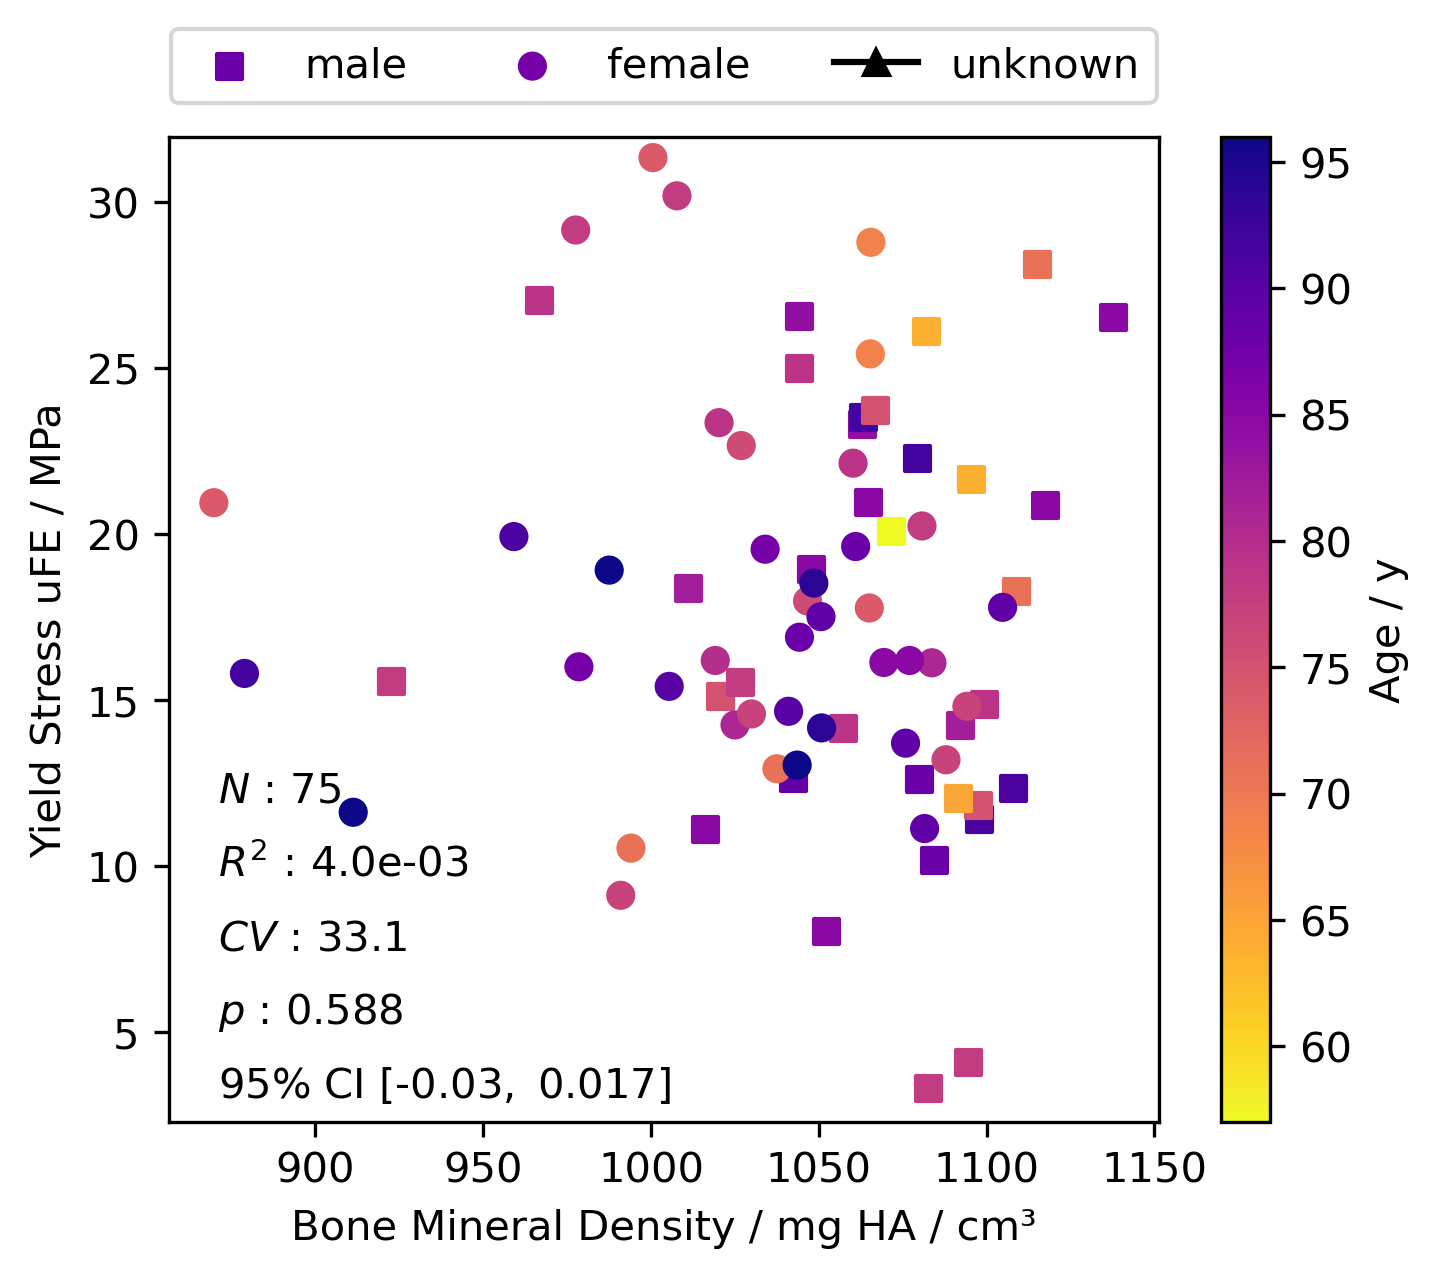 male female unknown
30
25
20
15
10
5
Yield Stress uFE / MPa
N : 75
R² : 4.0e-03
CV : 33.1
p : 0.588
95% CI [-0.03, 0.017]
900 950 1000 1050 1100 1150
Bone Mineral Density / mg HA / cm³
95
90
85
80
75
70
65
60
Age / y